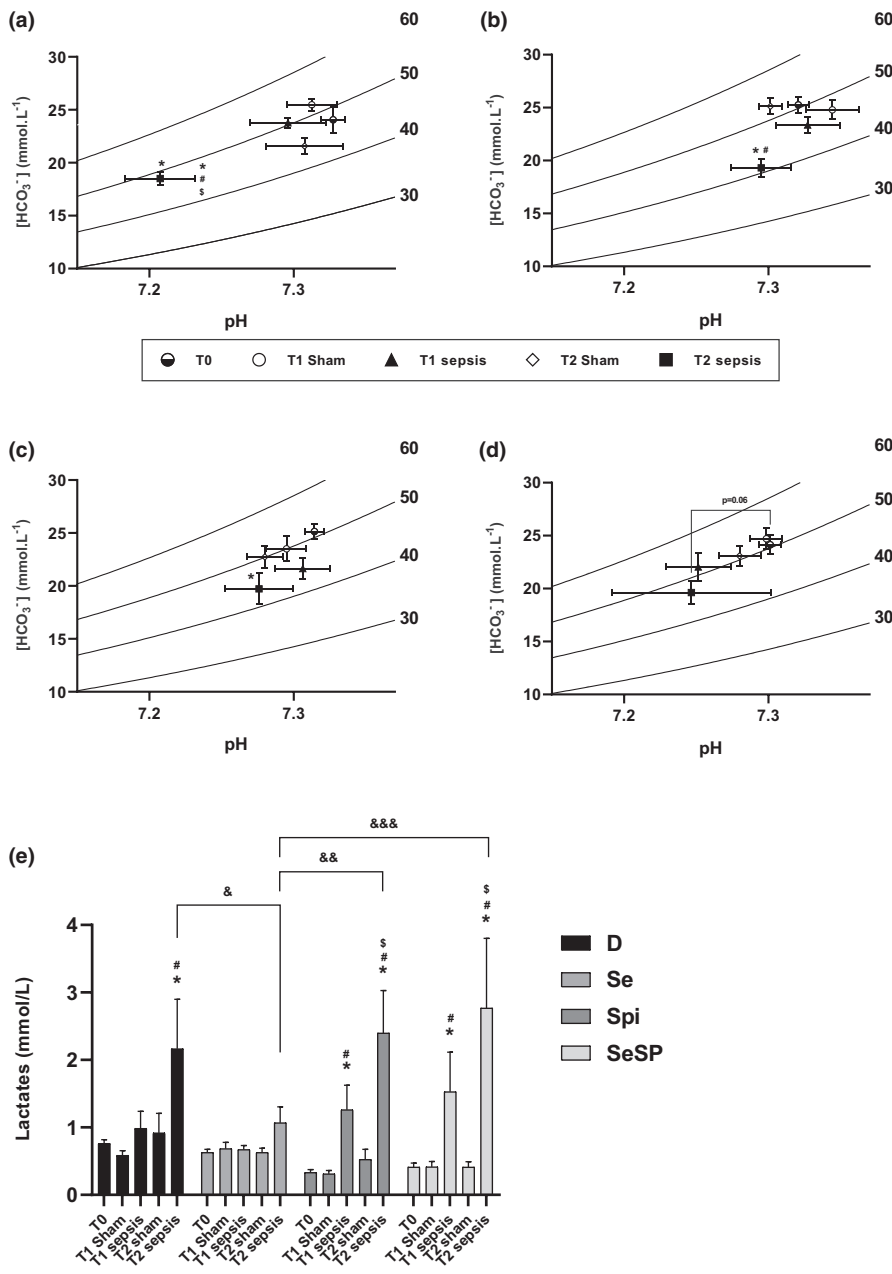 (a)
60
50
40
30
30
25
20
15
10
[HCO₃⁻] (mmol.L⁻¹)
*
*
#
$
7.2
7.3
pH
(b)
60
50
40
30
30
25
20
15
10
[HCO₃⁻] (mmol.L⁻¹)
* #
7.2
7.3
pH
T0
T1 Sham
T1 sepsis
T2 Sham
T2 sepsis
(c)
60
50
40
30
30
25
20
15
10
[HCO₃⁻] (mmol.L⁻¹)
*
7.2
7.3
pH
(d)
60
50
40
30
30
25
20
15
10
[HCO₃⁻] (mmol.L⁻¹)
p=0.06
7.2
7.3
pH
(e)
&&&
&&
&
4
3
2
1
0
Lactates (mmol/L)
#
*
#
*
$
#
*
#
*
$
#
*
T0
T1 Sham
T1 sepsis
T2 sham
T2 sepsis
T0
T1 Sham
T1 sepsis
T2 sham
T2 sepsis
T0
T1 Sham
T1 sepsis
T2 sham
T2 sepsis
T0
T1 Sham
T1 sepsis
T2 sham
T2 sepsis
D
Se
Spi
SeSP